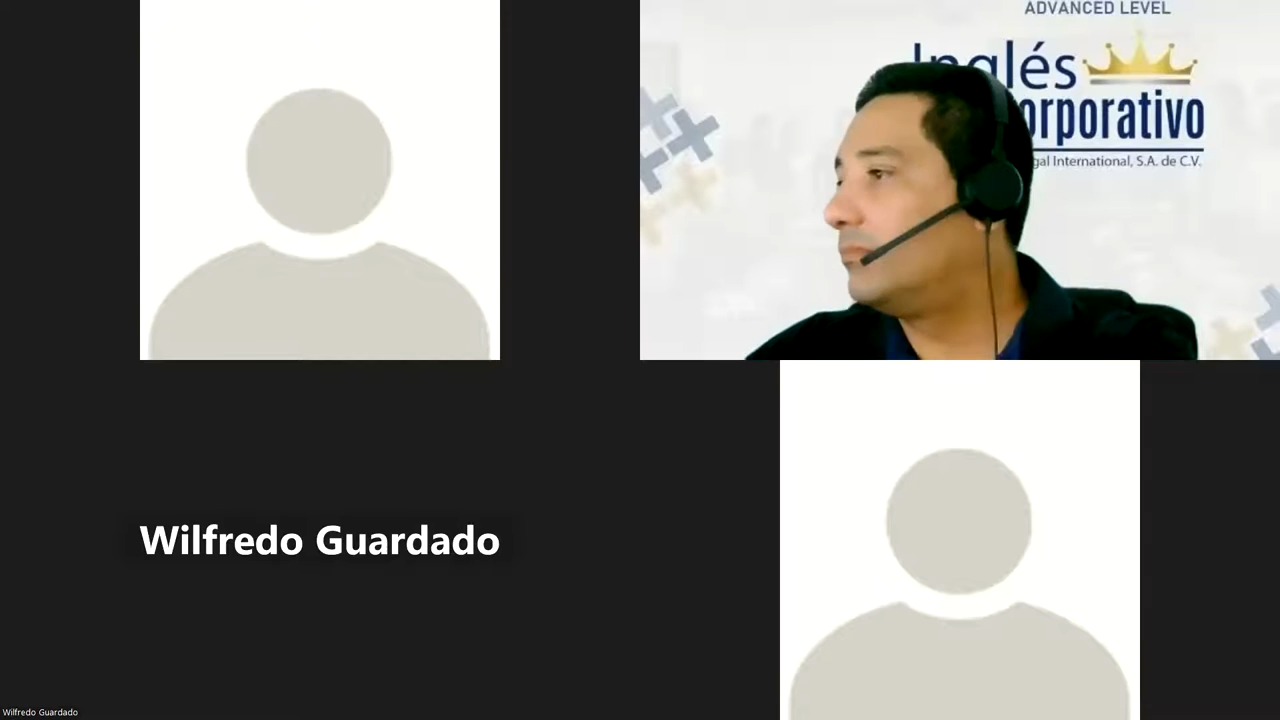 ADVANCED LEVEL
Inglés
orporativo
gal International, S.A. de C.V.
Wilfredo Guardado
Wilfredo Guardado